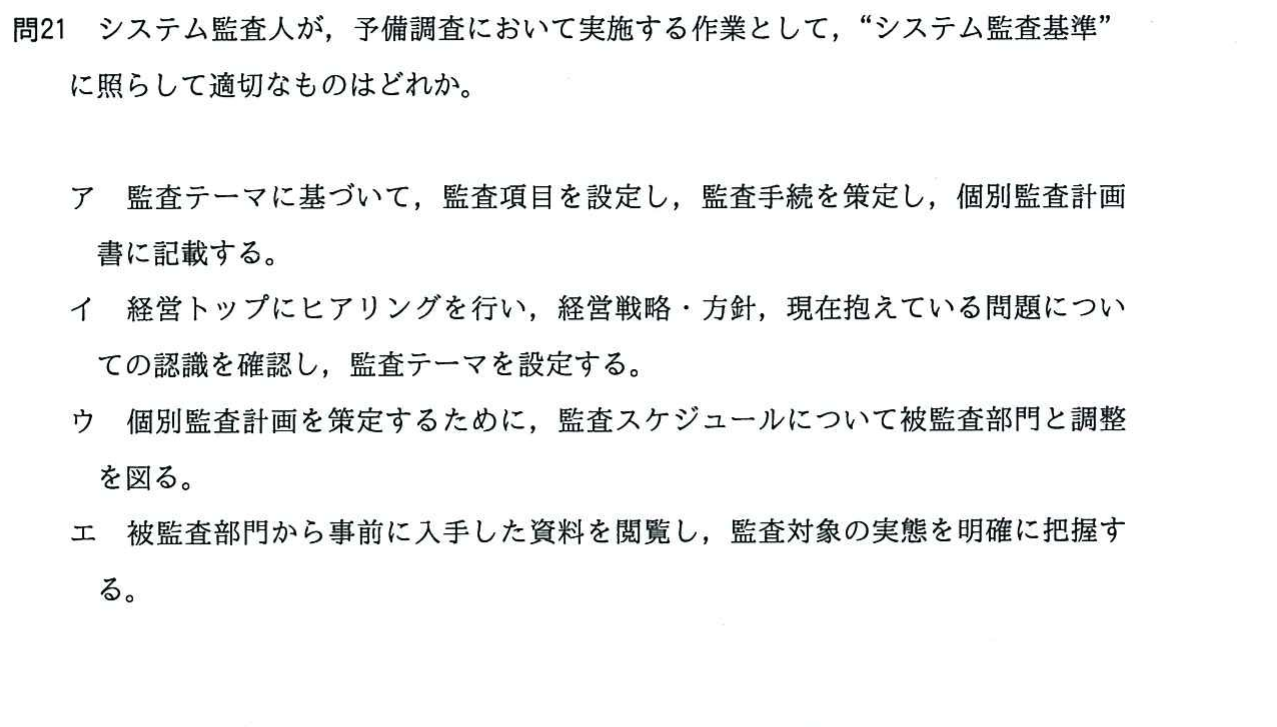 問21 システム監査人が，予備調査において実施する作業として，“システム監査基準”
に照らして適切なものはどれか。
ア 監査テーマに基づいて，監査項目を設定し，監査手続を策定し，個別監査計画
書に記載する。
イ 経営トップにヒアリングを行い，経営戦略・方針，現在抱えている問題につい
ての認識を確認し，監査テーマを設定する。
ウ 個別監査計画を策定するために，監査スケジュールについて被監査部門と調整
を図る。
エ 被監査部門から事前に入手した資料を閲覧し，監査対象の実態を明確に把握す
る。